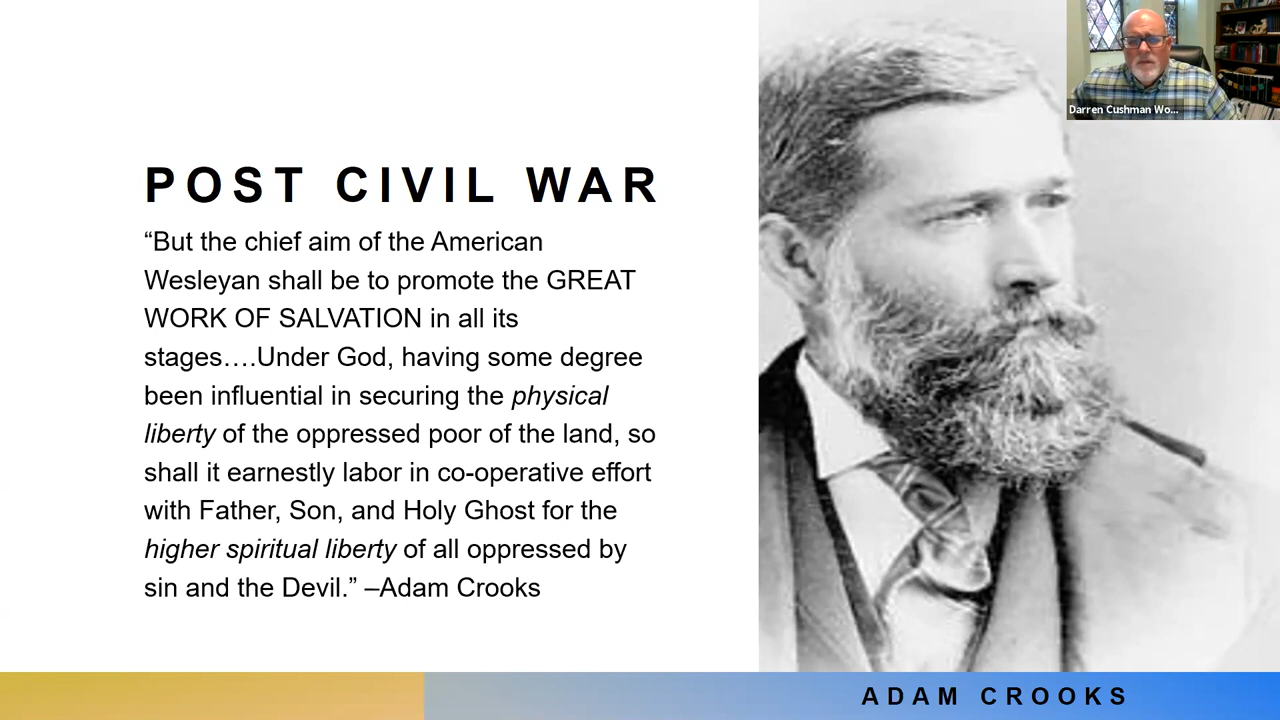 POST CIVIL WAR
“But the chief aim of the American
Wesleyan shall be to promote the GREAT
WORK OF SALVATION in all its
stages….Under God, having some degree
been influential in securing the physical
liberty of the oppressed poor of the land, so
shall it earnestly labor in co-operative effort
with Father, Son, and Holy Ghost for the
higher spiritual liberty of all oppressed by
sin and the Devil.” –Adam Crooks
Darren Cushman Wo...
ADAM CROOKS